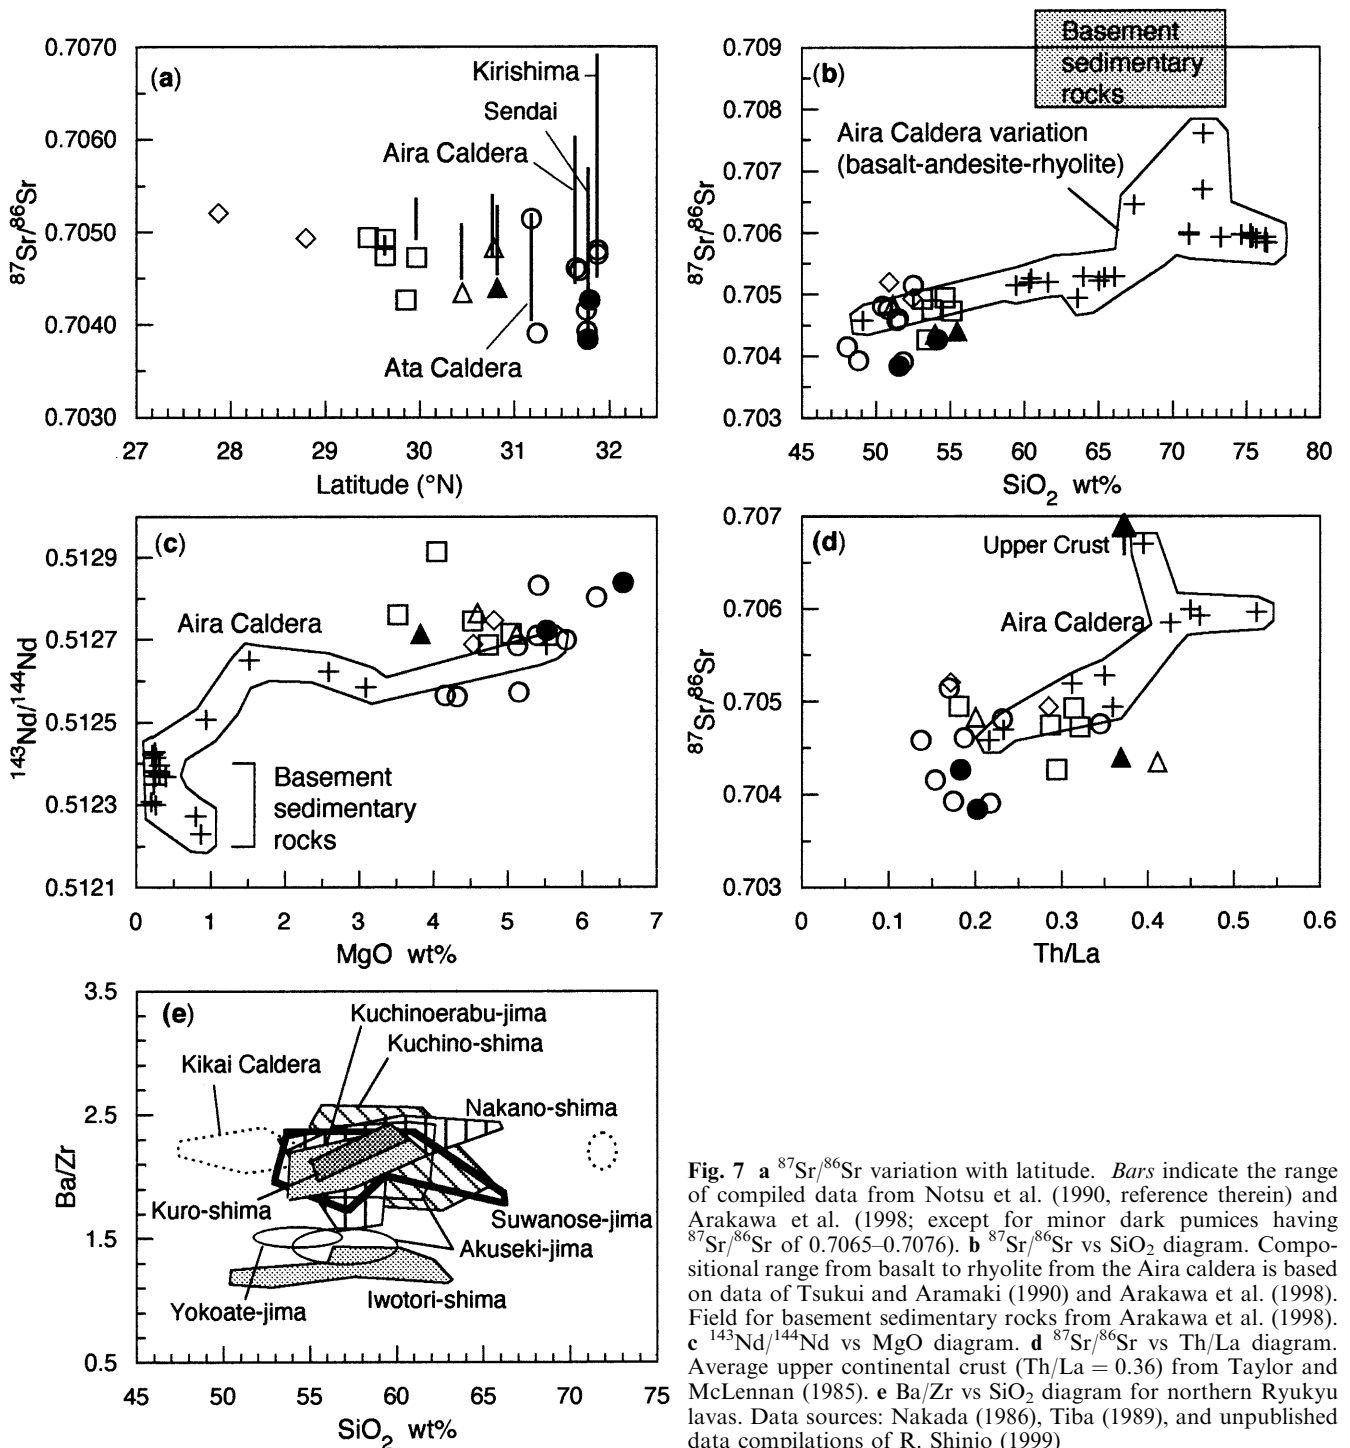 (a)
0.7070
0.7060
0.7050
0.7040
0.7030
87Sr/86Sr
Kirishima
Sendai
Aira Caldera
Ata Caldera
27 28 29 30 31 32
Latitude (°N)
(b)
0.709
0.708
0.707
0.706
0.705
0.704
0.703
87Sr/86Sr
Basement
sedimentary
rocks
Aira Caldera variation
(basalt-andesite-rhyolite)
45 50 55 60 65 70 75 80
SiO2 wt%
(c)
0.5129
0.5127
0.5125
0.5123
0.5121
143Nd/144Nd
Aira Caldera
Basement
sedimentary
rocks
0 1 2 3 4 5 6 7
MgO wt%
(d)
0.707
0.706
0.705
0.704
0.703
87Sr/86Sr
Upper Crust
Aira Caldera
0 0.1 0.2 0.3 0.4 0.5 0.6
Th/La
(e)
3.5
2.5
1.5
0.5
Ba/Zr
Kuchinoerabu-jima
Kuchino-shima
Kikai Caldera
Nakano-shima
Kuro-shima
Suwanose-jima
Akuseki-jima
Iwotori-shima
Yokoate-jima
45 50 55 60 65 70 75
SiO2 wt%
Fig. 7 a 87Sr/86Sr variation with latitude. Bars indicate the range
of compiled data from Notsu et al. (1990, reference therein) and
Arakawa et al. (1998; except for minor dark pumices having
87Sr/86Sr of 0.7065–0.7076). b 87Sr/86Sr vs SiO2 diagram. Compo-
sitional range from basalt to rhyolite from the Aira caldera is based
on data of Tsukui and Aramaki (1990) and Arakawa et al. (1998).
Field for basement sedimentary rocks from Arakawa et al. (1998).
c 143Nd/144Nd vs MgO diagram. d 87Sr/86Sr vs Th/La diagram.
Average upper continental crust (Th/La = 0.36) from Taylor and
McLennan (1985). e Ba/Zr vs SiO2 diagram for northern Ryukyu
lavas. Data sources: Nakada (1986), Tiba (1989), and unpublished
data compilations of R. Shinjo (1999)